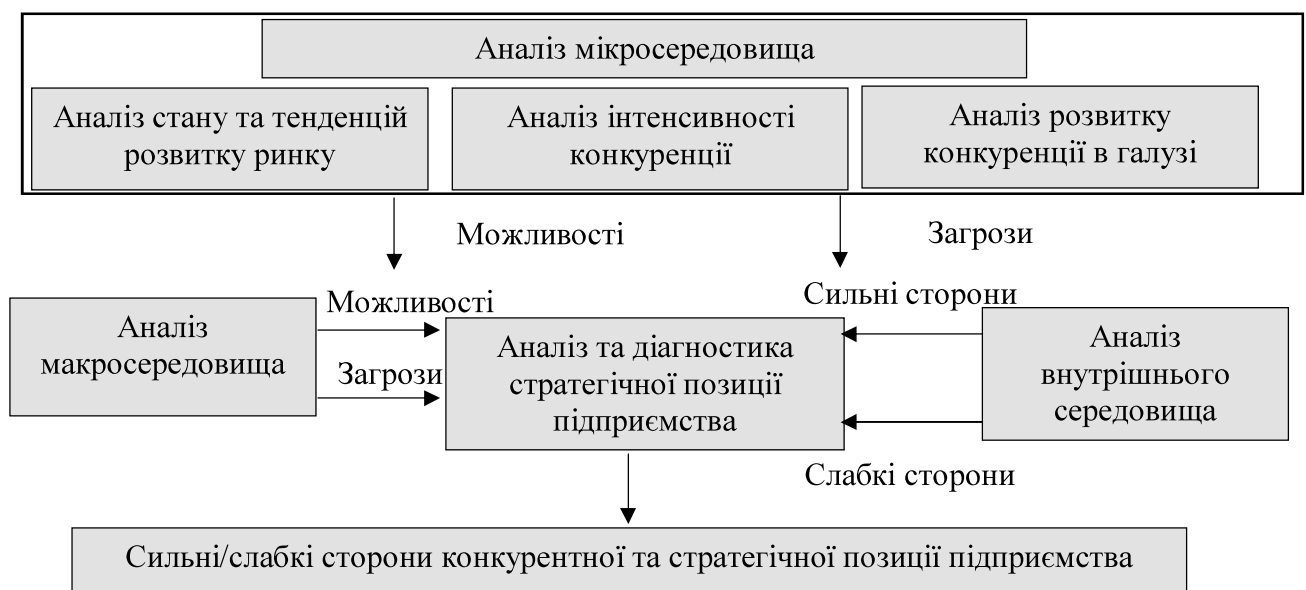 Аналіз мікросередовища
Аналіз стану та тенденцій
розвитку ринку
Аналіз інтенсивності
конкуренції
Аналіз розвитку
конкуренції в галузі
Можливості
Загрози
Можливості
Сильні сторони
Аналіз
макросередовища
Загрози
Аналіз та діагностика
стратегічної позиції
підприємства
Аналіз
внутрішнього
середовища
Слабкі сторони
Сильні/слабкі сторони конкурентної та стратегічної позиції підприємства